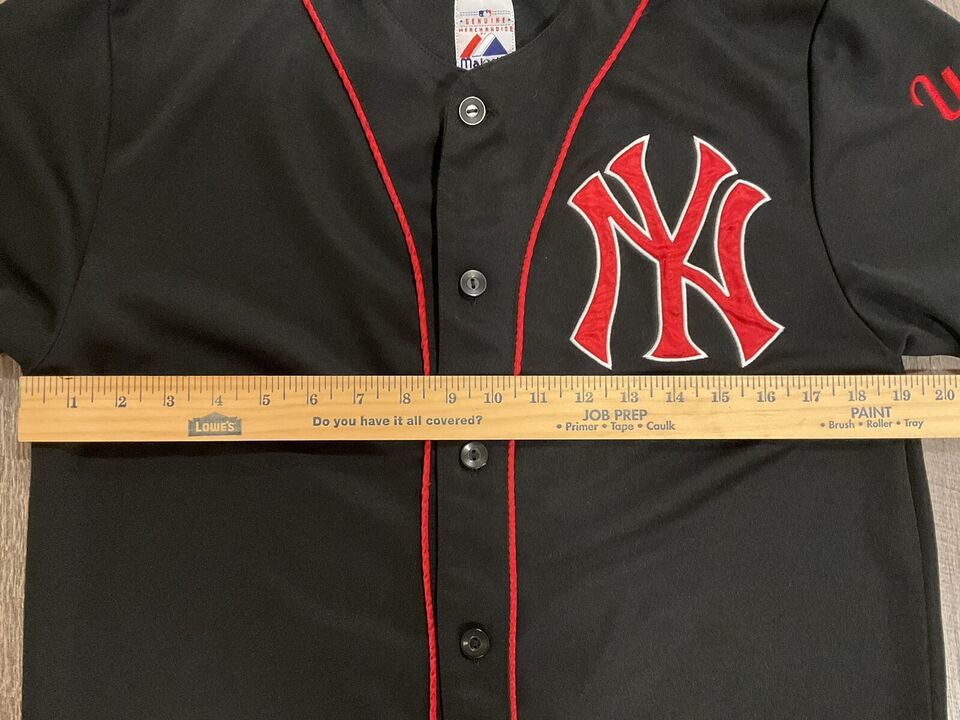 GENUINE
MERCHANDISE
NY
1 2 3 4 5 6 7 8 9 10 11 12 13 14 15 16 17 18 19 20
LOWE'S
Do you have it all covered?
JOB PREP
• Primer • Tape • Caulk
PAINT
• Brush • Roller • Tray